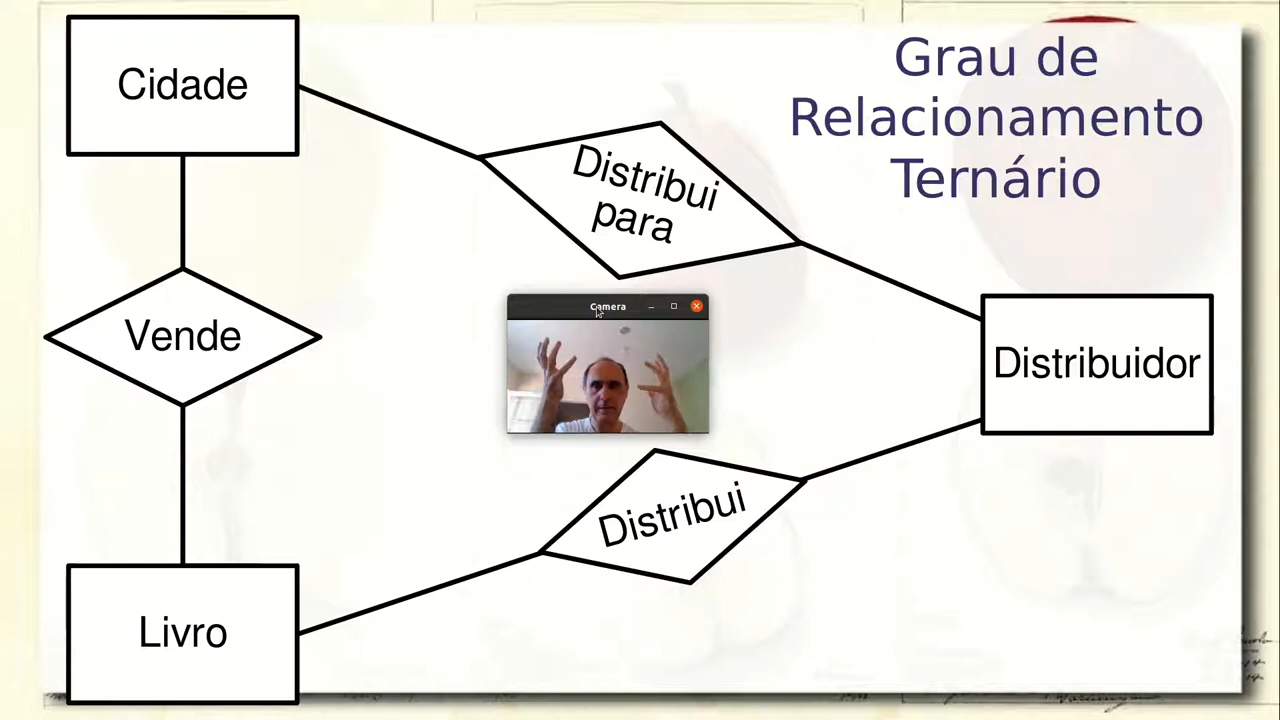 Grau de
Relacionamento
Ternário
Cidade
Distribui
para
Vende
Camera
Distribuidor
Distribui
Livro